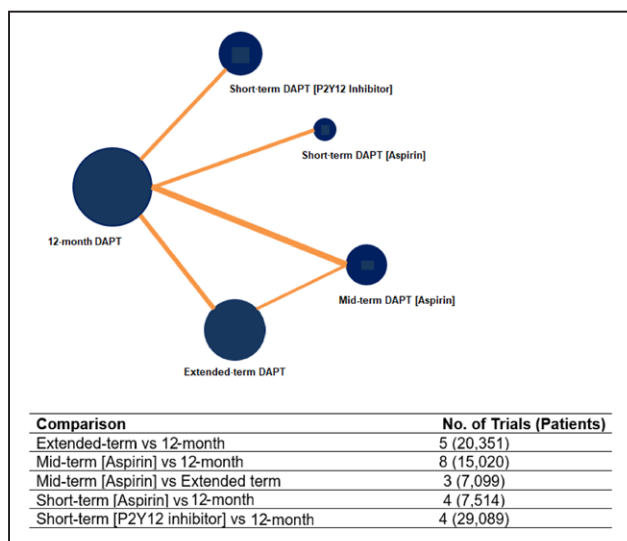 Short-term DAPT [P2Y12 Inhibitor]
Short-term DAPT [Aspirin]
12-month DAPT
Mid-term DAPT [Aspirin]
Extended-term DAPT
Comparison No. of Trials (Patients)
Extended-term vs 12-month 5 (20,351)
Mid-term [Aspirin] vs 12-month 8 (15,020)
Mid-term [Aspirin] vs Extended term 3 (7,099)
Short-term [Aspirin] vs 12-month 4 (7,514)
Short-term [P2Y12 inhibitor] vs 12-month 4 (29,089)